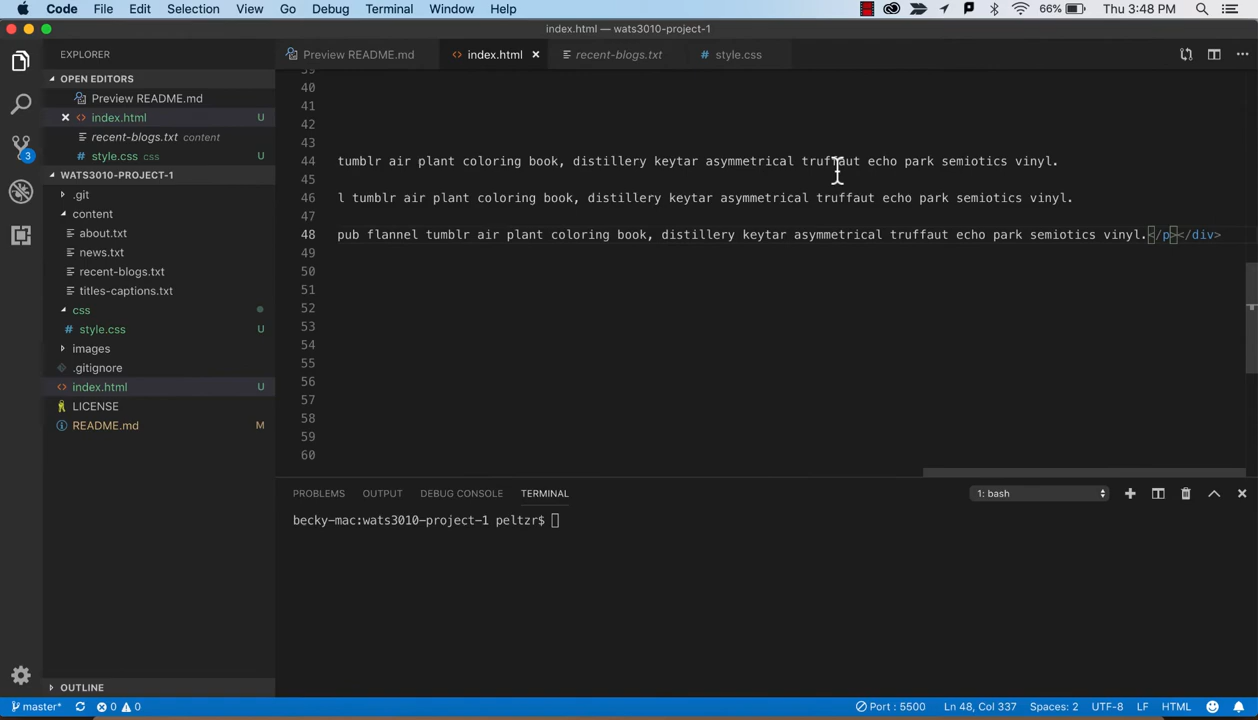 Code File Edit Selection View Go Debug Terminal Window Help 66% Thu 3:48 PM
index.html — wats3010-project-1
EXPLORER
Preview README.md index.html recent-blogs.txt style.css
OPEN EDITORS
Preview README.md
index.html U
recent-blogs.txt content
style.css css U
WATS3010-PROJECT-1
.git
content
about.txt
news.txt
recent-blogs.txt
titles-captions.txt
css
style.css U
images
.gitignore
index.html U
LICENSE
README.md M
OUTLINE
3
39
40
41
42
43
44 tumblr air plant coloring book, distillery keytar asymmetrical truffaut echo park semiotics vinyl.
45
46 l tumblr air plant coloring book, distillery keytar asymmetrical truffaut echo park semiotics vinyl.
47
48 pub flannel tumblr air plant coloring book, distillery keytar asymmetrical truffaut echo park semiotics vinyl.</p></div>
49
50
51
52
53
54
55
56
57
58
59
60
PROBLEMS OUTPUT DEBUG CONSOLE TERMINAL 1: bash
becky-mac:wats3010-project-1 peltzr$
master* 0 0 Port : 5500 Ln 48, Col 337 Spaces: 2 UTF-8 LF HTML